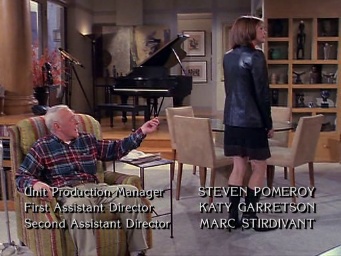 Unit Production Manager STEVEN POMEROY
First Assistant Director KATY GARRETSON
Second Assistant Director MARC STIRDIVANT